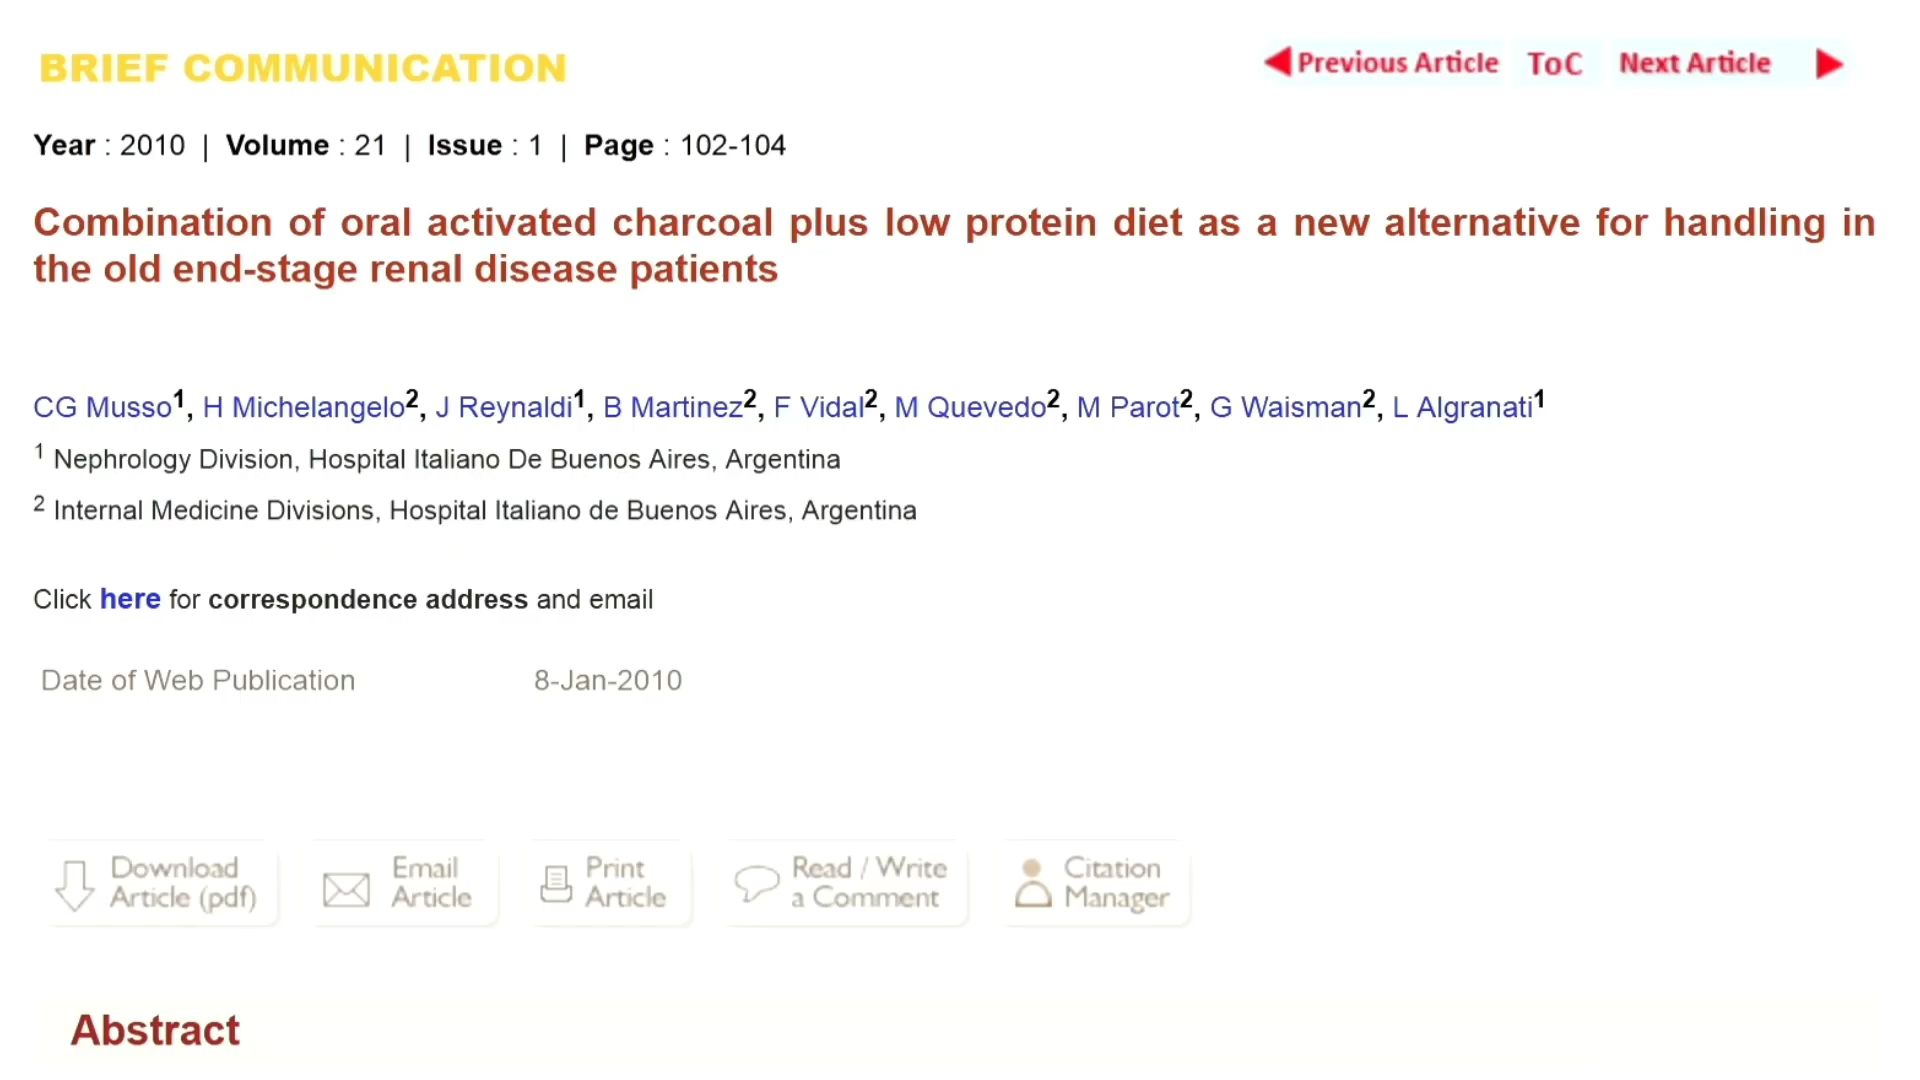 BRIEF COMMUNICATION
Previous Article ToC Next Article
Year : 2010 | Volume : 21 | Issue : 1 | Page : 102-104
Combination of oral activated charcoal plus low protein diet as a new alternative for handling in
the old end-stage renal disease patients
CG Musso1, H Michelangelo2, J Reynaldi1, B Martinez2, F Vidal2, M Quevedo2, M Parot2, G Waisman2, L Algranati1
1 Nephrology Division, Hospital Italiano De Buenos Aires, Argentina
2 Internal Medicine Divisions, Hospital Italiano de Buenos Aires, Argentina
Click here for correspondence address and email
Date of Web Publication 8-Jan-2010
Download
Article (pdf)
Email
Article
Print
Article
Read / Write
a Comment
Citation
Manager
Abstract